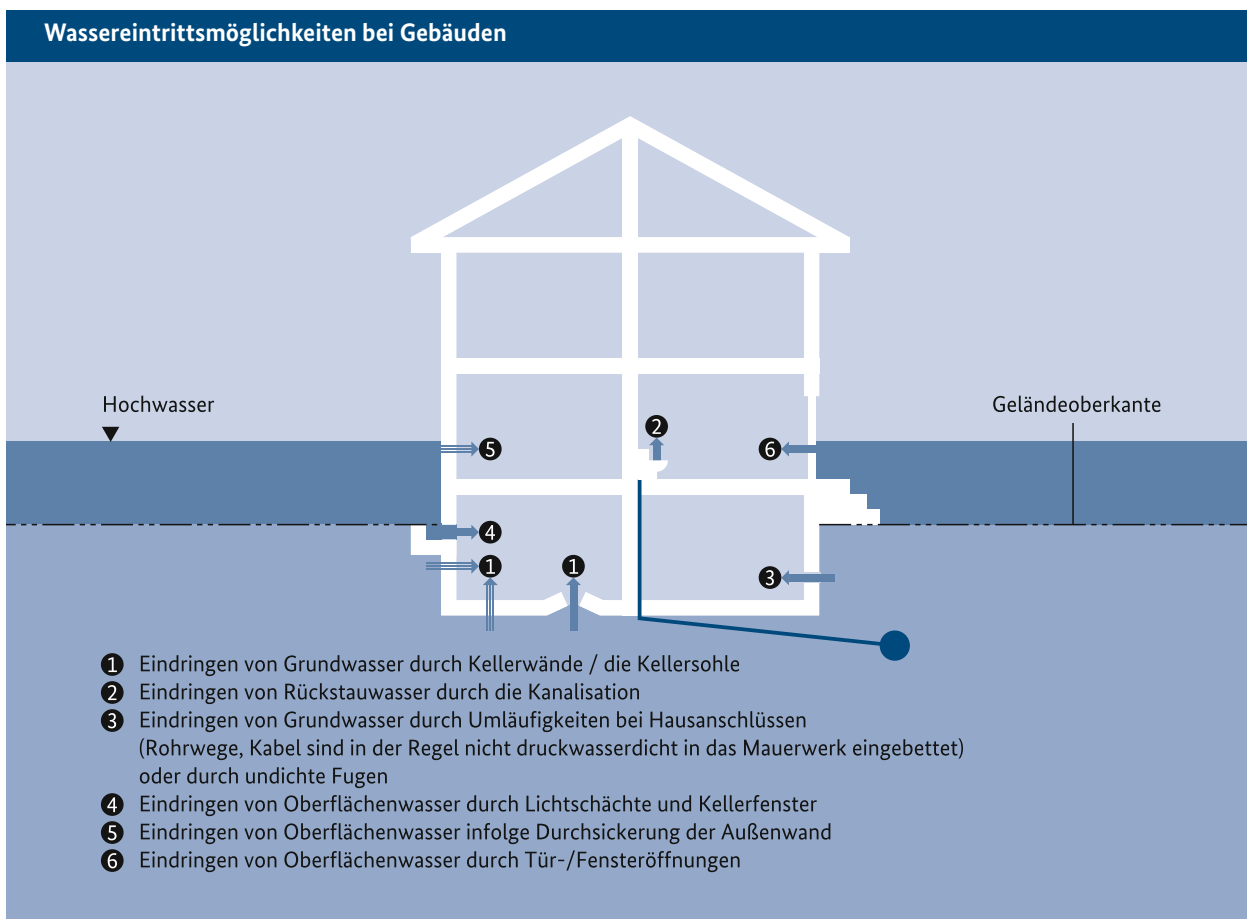 Wassereintrittsmöglichkeiten bei Gebäuden
Hochwasser
Geländeoberkante
2
5
6
4
1
1
3
1 Eindringen von Grundwasser durch Kellerwände / die Kellersohle
2 Eindringen von Rückstauwasser durch die Kanalisation
3 Eindringen von Grundwasser durch Umläufigkeiten bei Hausanschlüssen
(Rohrwege, Kabel sind in der Regel nicht druckwasserdicht in das Mauerwerk eingebettet)
oder durch undichte Fugen
4 Eindringen von Oberflächenwasser durch Lichtschächte und Kellerfenster
5 Eindringen von Oberflächenwasser infolge Durchsickerung der Außenwand
6 Eindringen von Oberflächenwasser durch Tür-/Fensteröffnungen